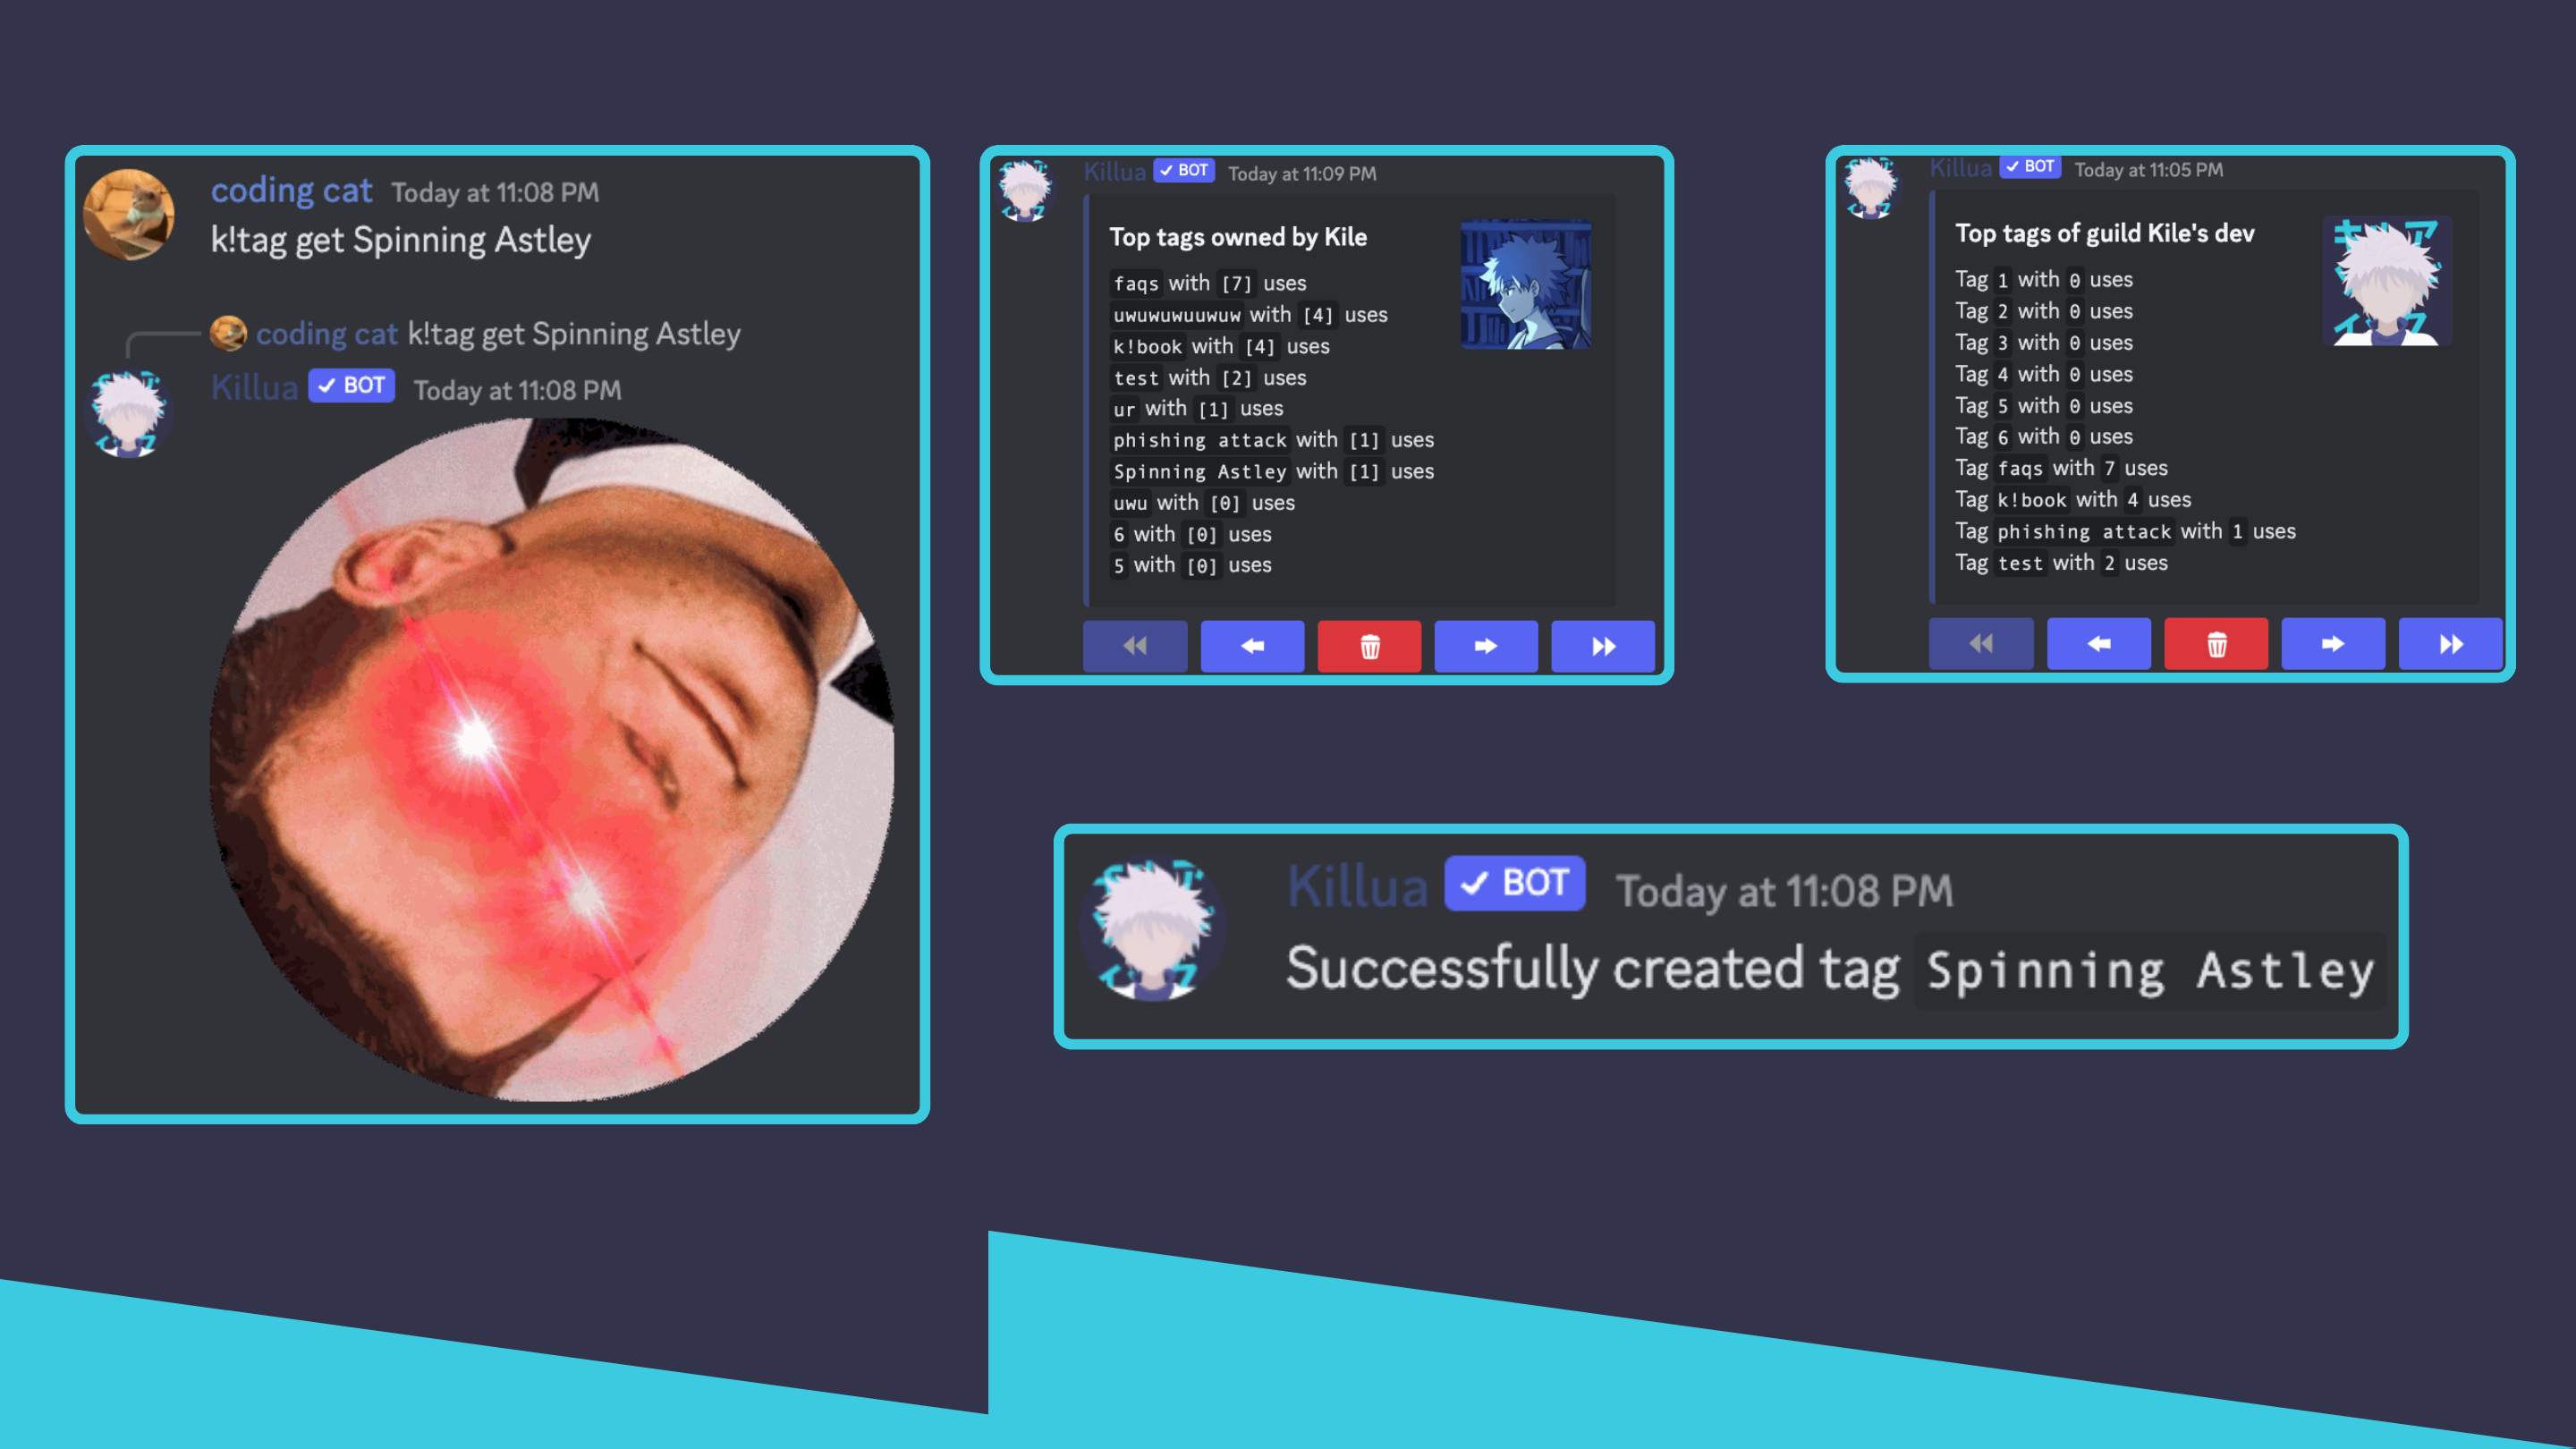 coding cat Today at 11:08 PM
k!tag get Spinning Astley
coding cat k!tag get Spinning Astley
Killua ✓ BOT Today at 11:08 PM
Killua ✓ BOT Today at 11:09 PM
Top tags owned by Kile
faqs with [7] uses
uwuwuwuuwuw with [4] uses
k!book with [4] uses
test with [2] uses
ur with [1] uses
phishing attack with [1] uses
Spinning Astley with [1] uses
uwu with [0] uses
6 with [0] uses
5 with [0] uses
Killua ✓ BOT Today at 11:05 PM
Top tags of guild Kile's dev
Tag 1 with 0 uses
Tag 2 with 0 uses
Tag 3 with 0 uses
Tag 4 with 0 uses
Tag 5 with 0 uses
Tag 6 with 0 uses
Tag faqs with 7 uses
Tag k!book with 4 uses
Tag phishing attack with 1 uses
Tag test with 2 uses
Killua ✓ BOT Today at 11:08 PM
Successfully created tag Spinning Astley